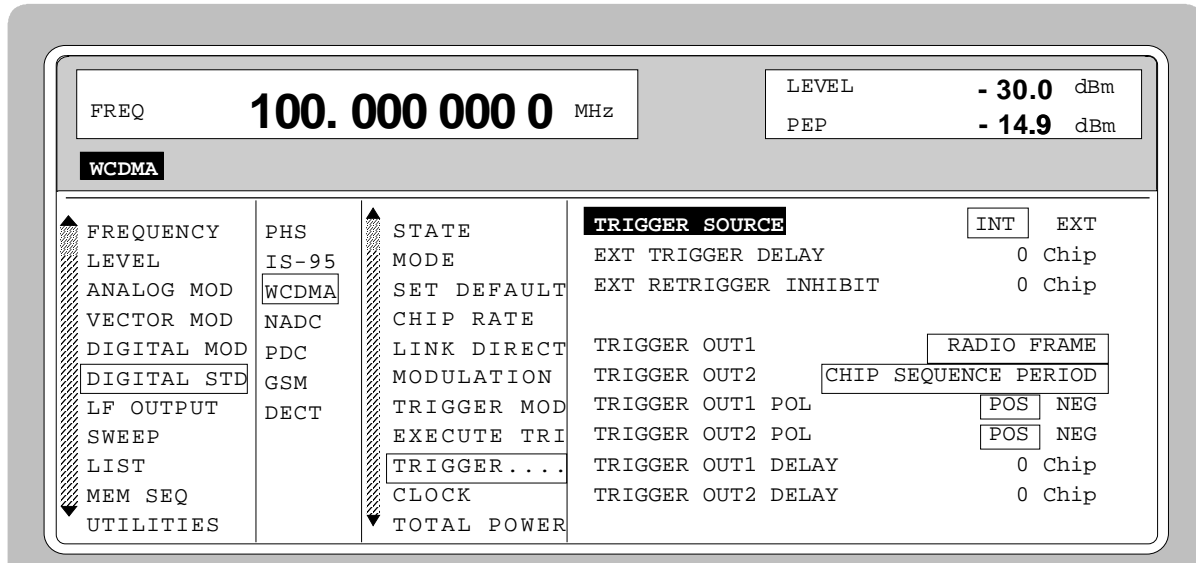 FREQ 100. 000 000 0 MHz
LEVEL - 30.0 dBm
PEP - 14.9 dBm
WCDMA
FREQUENCY
LEVEL
ANALOG MOD
VECTOR MOD
DIGITAL MOD
DIGITAL STD
LF OUTPUT
SWEEP
LIST
MEM SEQ
UTILITIES
PHS
IS-95
WCDMA
NADC
PDC
GSM
DECT
STATE
MODE
SET DEFAULT
CHIP RATE
LINK DIRECT
MODULATION
TRIGGER MOD
EXECUTE TRI
TRIGGER....
CLOCK
TOTAL POWER
TRIGGER SOURCE INT EXT
EXT TRIGGER DELAY 0 Chip
EXT RETRIGGER INHIBIT 0 Chip
TRIGGER OUT1 RADIO FRAME
TRIGGER OUT2 CHIP SEQUENCE PERIOD
TRIGGER OUT1 POL POS NEG
TRIGGER OUT2 POL POS NEG
TRIGGER OUT1 DELAY 0 Chip
TRIGGER OUT2 DELAY 0 Chip